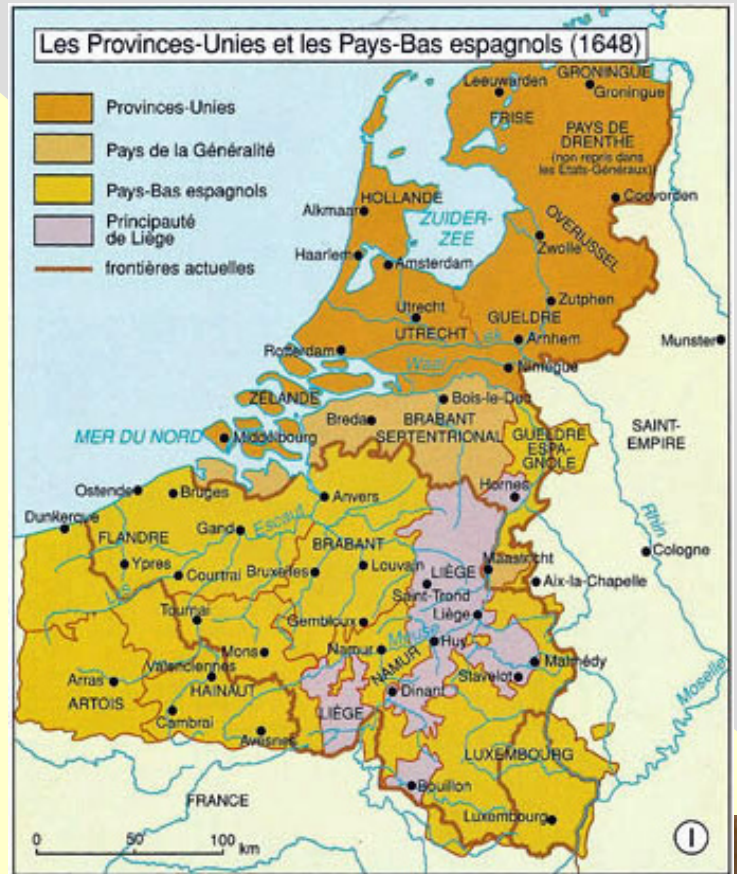 Les Provinces-Unies et les Pays-Bas espagnols (1648)
Provinces-Unies
Pays de la Généralité
Pays-Bas espagnols
Principauté
de Liège
frontières actuelles
GRONINGUE
Leeuwarden
Groningue
FRISE
PAYS DE
DRENTHE
(non repris dans
les États-Généraux)
Coevorden
HOLLANDE
Alkmaar
ZUIDER-
ZEE
OVERIJSSEL
Zwolle
Haarlem
Amsterdam
Zutphen
Utrecht
GUELDRE
UTRECHT
Lek
Arnhem
Munster
Rotterdam
Waal
Nimègue
ZÉLANDE
Bois-le-Duc
Breda
BRABANT
SEPTENTRIONAL
GUELDRE
ESPA-
GNOLE
SAINT-
EMPIRE
MER DU NORD
Middelbourg
Hornes
Ostende
Bruges
Anvers
Rhin
Dunkerque
Gand
Escaut
FLANDRE
BRABANT
Cologne
Ypres
Courtrai
Bruxelles
Louvain
LIÈGE
Maastricht
Aix-la-Chapelle
Saint-Trond
Lys
Tournai
Gembloux
Liège
Meuse
Huy
Mons
Namur
NAMUR
Malmédy
Stavelot
Valenciennes
Arras
HAINAUT
Dinant
Moselle
ARTOIS
LIÈGE
Cambrai
Avesnes
LUXEMBOURG
Bouillon
FRANCE
Luxembourg
0 50 100
km
I